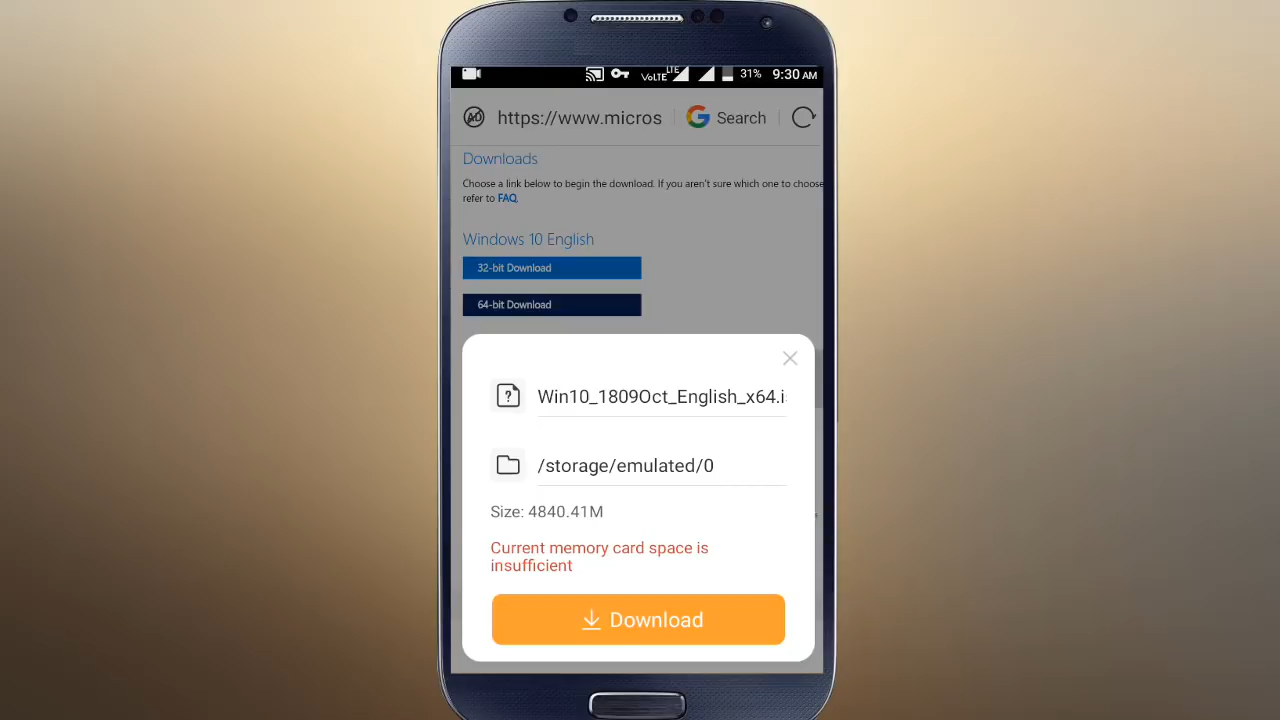 LTE
VoLTE 31% 9:30 AM
AD https://www.micros G Search
Downloads
Choose a link below to begin the download. If you aren't sure which one to choose
refer to FAQ.
Windows 10 English
32-bit Download
64-bit Download
? Win10_1809Oct_English_x64.i
/storage/emulated/0
Size: 4840.41M
Current memory card space is
insufficient
Download